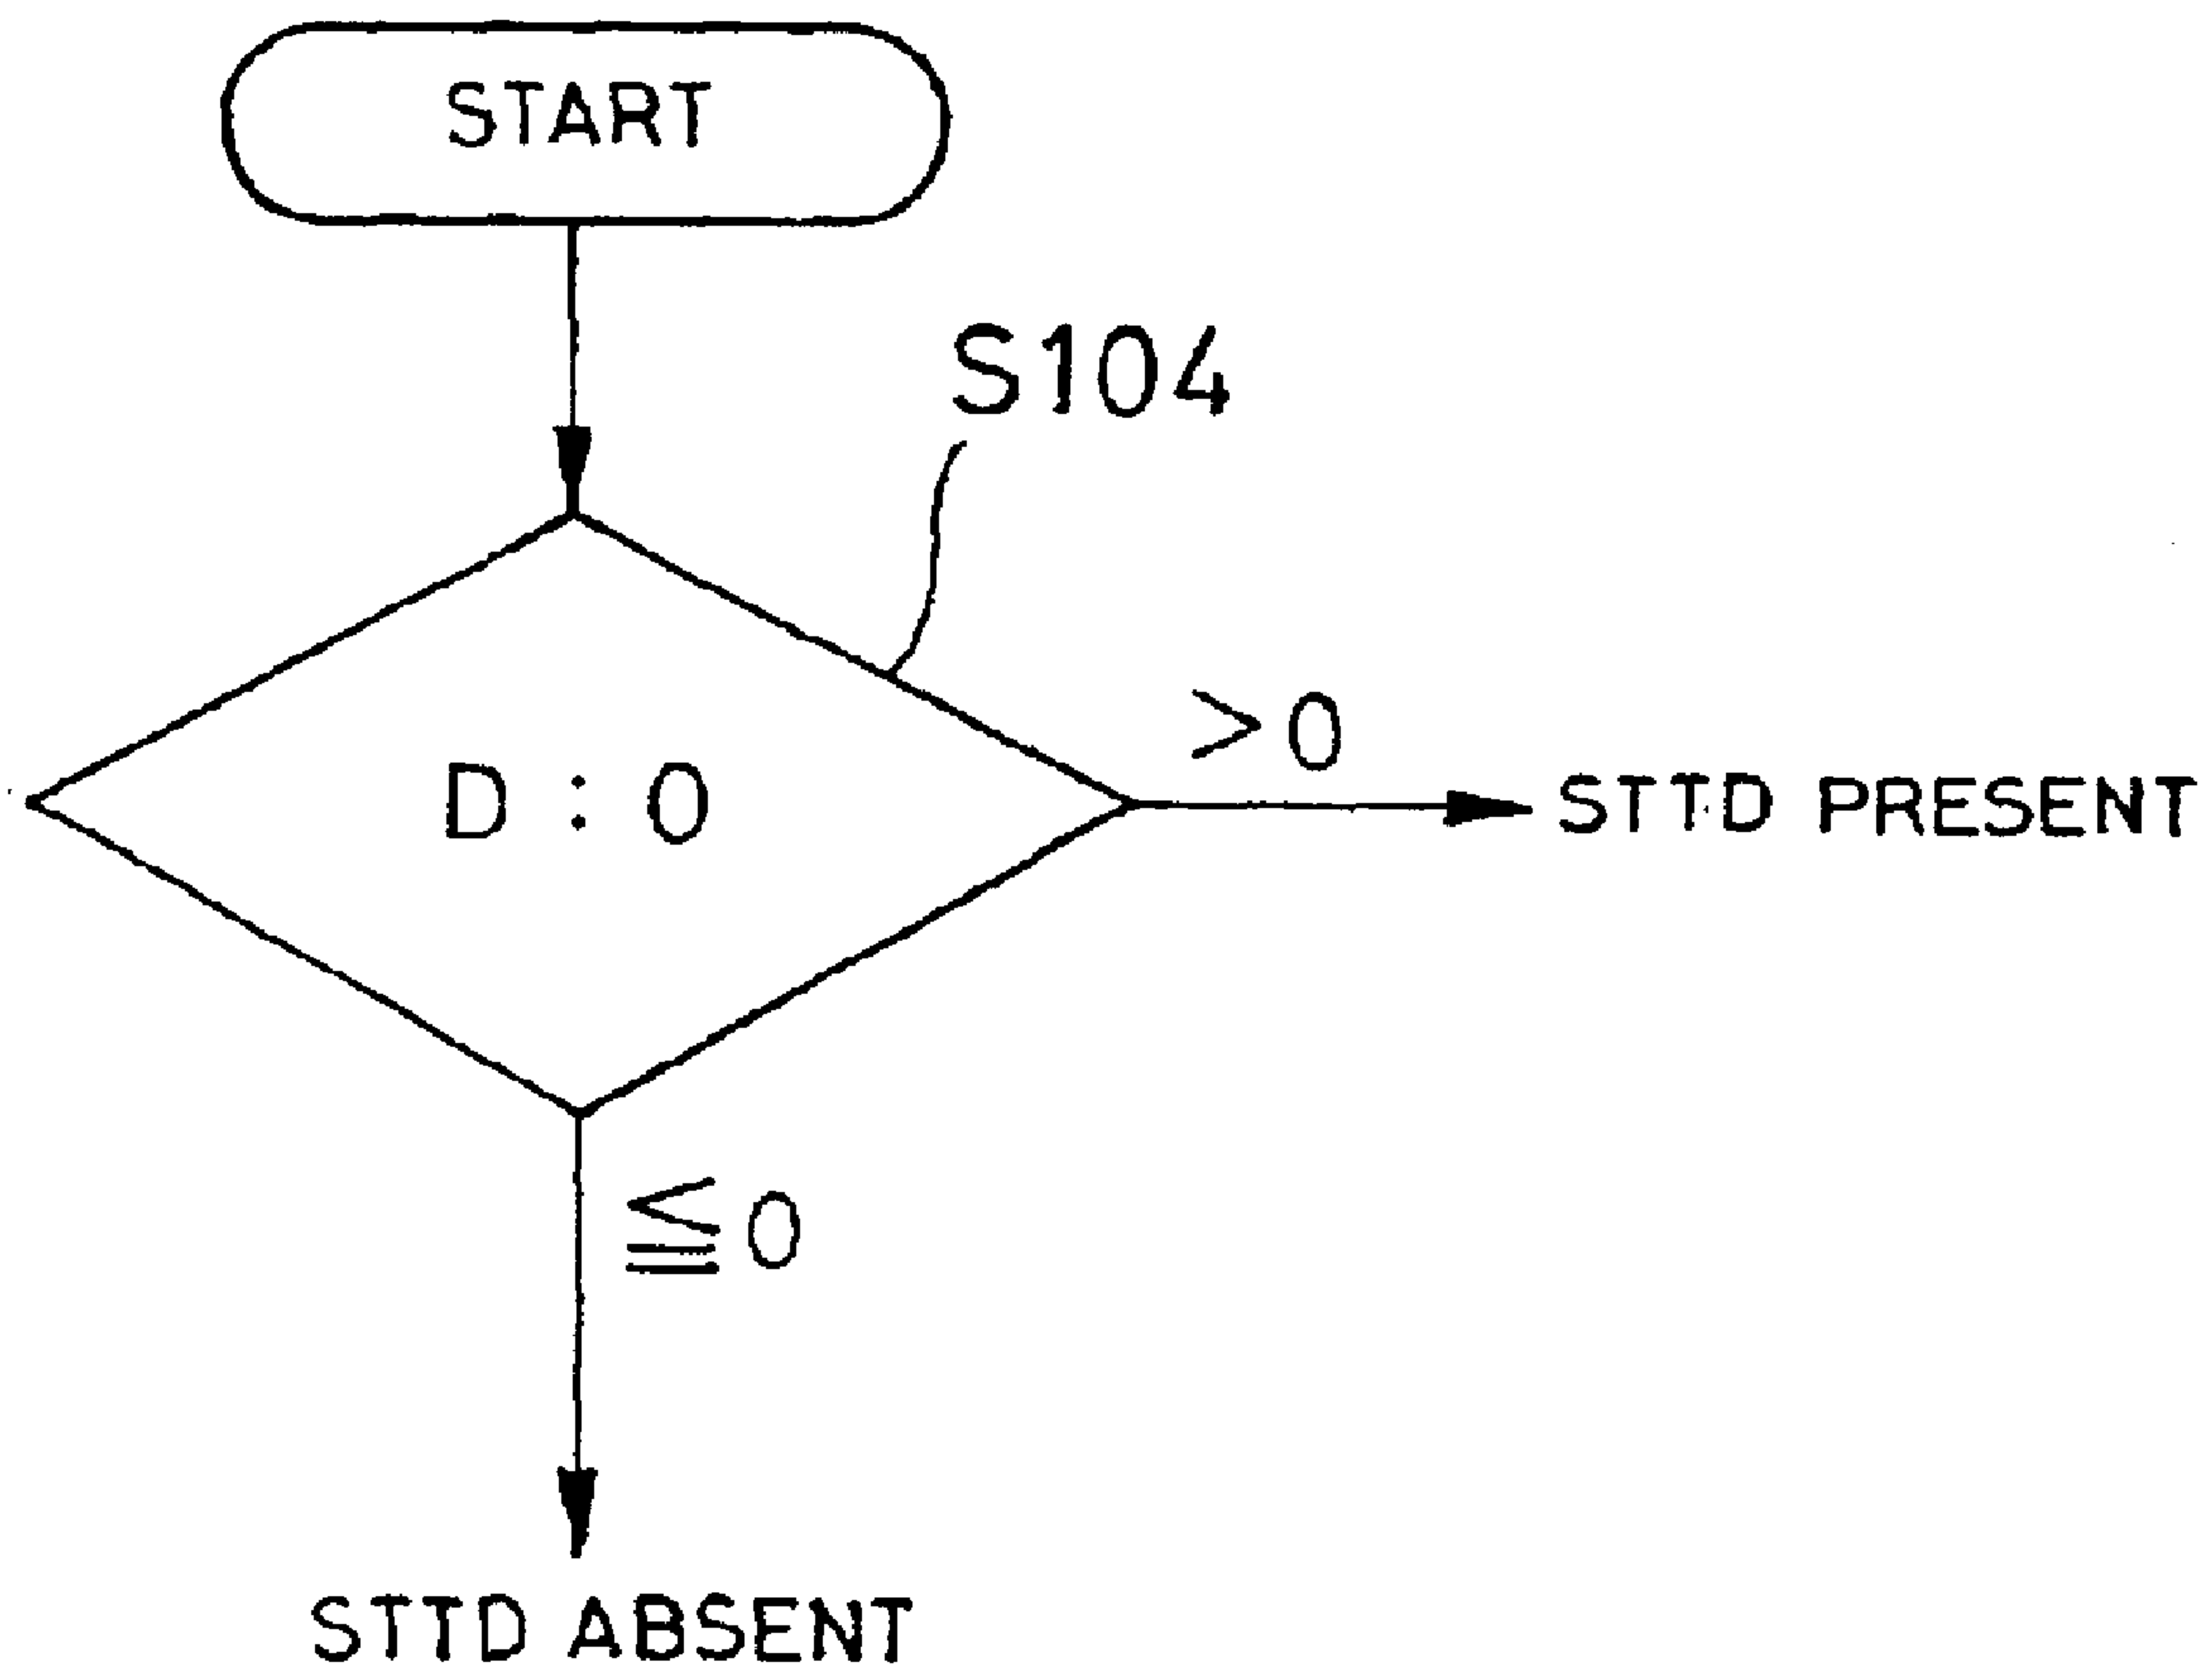 START
S104
>0
D : 0
STTD PRESENT
≦0
STTD ABSENT